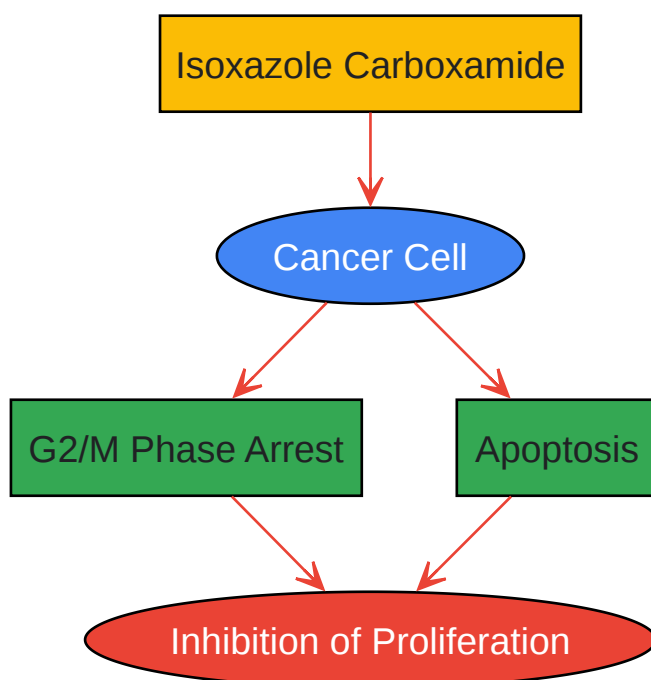 Isoxazole Carboxamide
Cancer Cell
G2/M Phase Arrest
Apoptosis
Inhibition of Proliferation